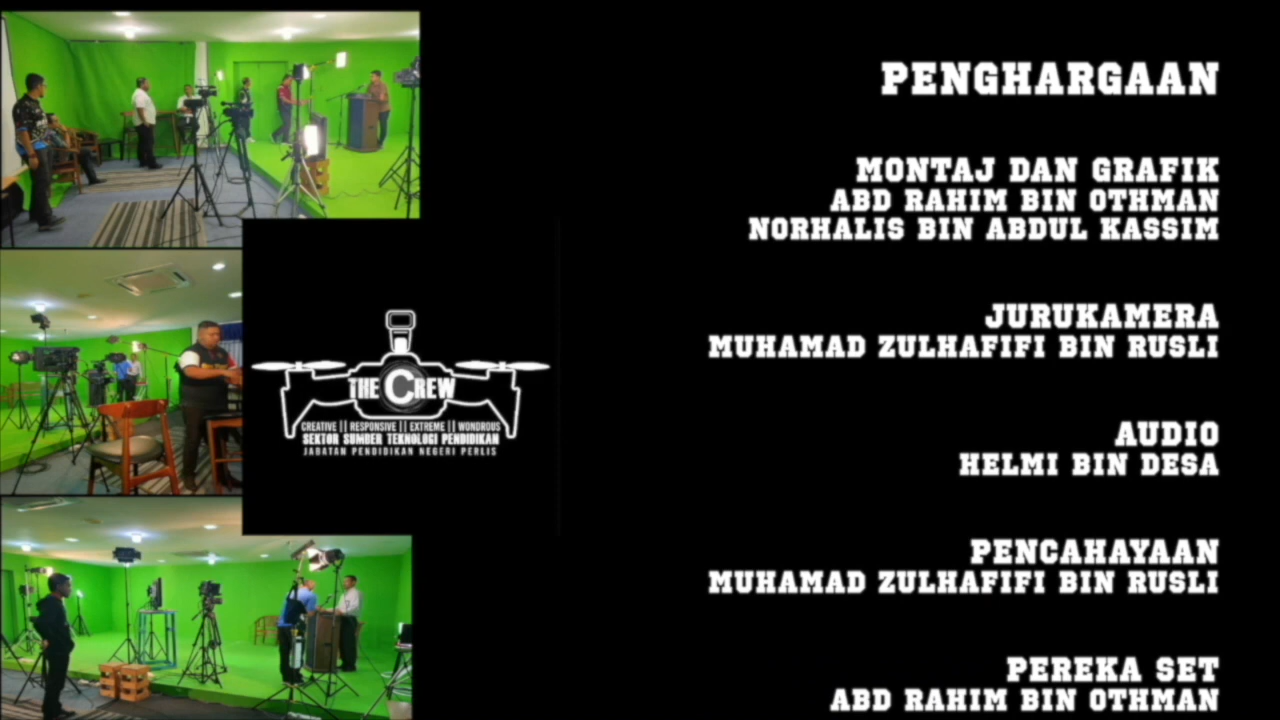 PENGHARGAAN
MONTAJ DAN GRAFIK
ABD RAHIM BIN OTHMAN
NORHALIS BIN ABDUL KASSIM
JURUKAMERA
MUHAMAD ZULHAFIFI BIN RUSLI
AUDIO
HELMI BIN DESA
PENCAHAYAAN
MUHAMAD ZULHAFIFI BIN RUSLI
PEREKA SET
ABD RAHIM BIN OTHMAN
THE CREW
CREATIVE || RESPONSIVE || EXTREME || WONDROUS
SEKTOR SUMBER TEKNOLOGI PENDIDIKAN
JABATAN PENDIDIKAN NEGERI PERLIS